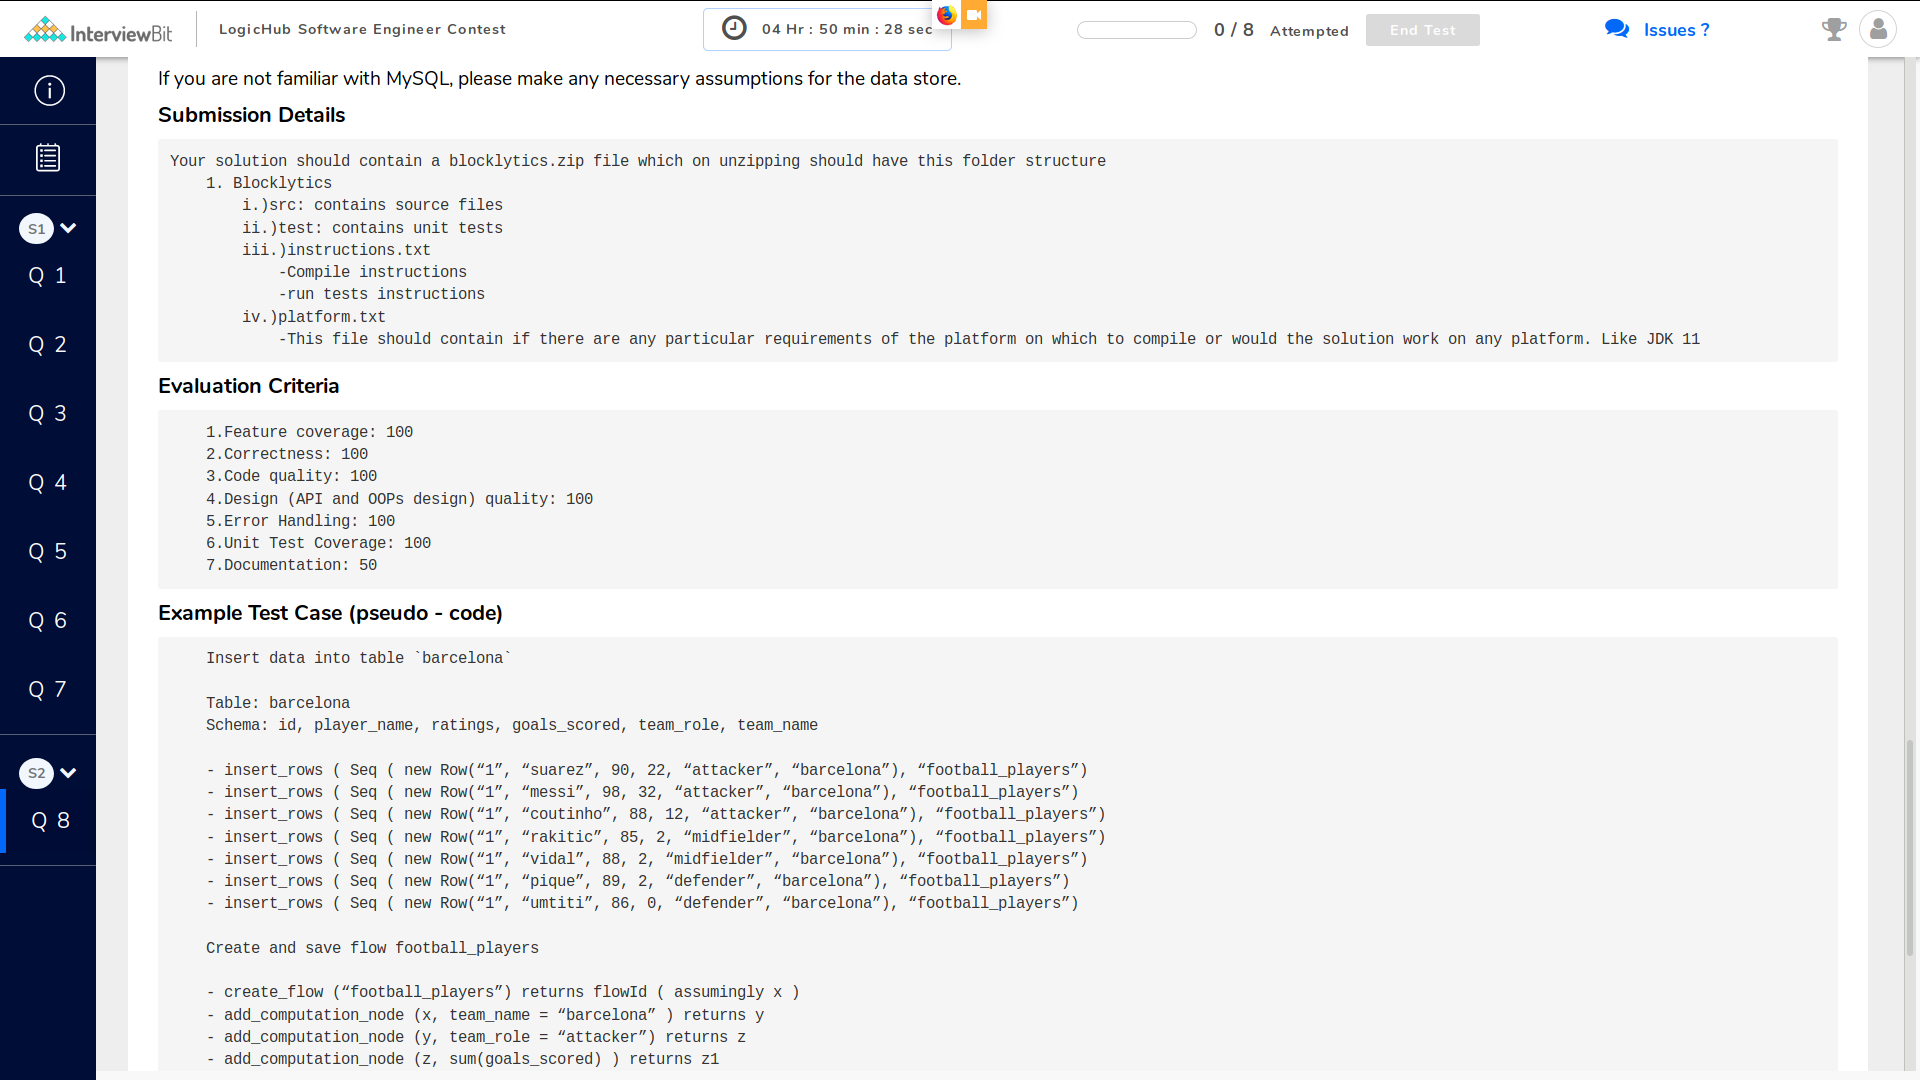 InterviewBit
LogicHub Software Engineer Contest
04 Hr : 50 min : 28 sec
0 / 8 Attempted
End Test
Issues ?
S1
Q 1
Q 2
Q 3
Q 4
Q 5
Q 6
Q 7
S2
Q 8
If you are not familiar with MySQL, please make any necessary assumptions for the data store.
Submission Details
Your solution should contain a blocklytics.zip file which on unzipping should have this folder structure
1. Blocklytics
i.)src: contains source files
ii.)test: contains unit tests
iii.)instructions.txt
-Compile instructions
-run tests instructions
iv.)platform.txt
-This file should contain if there are any particular requirements of the platform on which to compile or would the solution work on any platform. Like JDK 11
Evaluation Criteria
1.Feature coverage: 100
2.Correctness: 100
3.Code quality: 100
4.Design (API and OOPs design) quality: 100
5.Error Handling: 100
6.Unit Test Coverage: 100
7.Documentation: 50
Example Test Case (pseudo - code)
Insert data into table `barcelona`
Table: barcelona
Schema: id, player_name, ratings, goals_scored, team_role, team_name
- insert_rows ( Seq ( new Row(“1”, “suarez”, 90, 22, “attacker”, “barcelona”), “football_players”)
- insert_rows ( Seq ( new Row(“1”, “messi”, 98, 32, “attacker”, “barcelona”), “football_players”)
- insert_rows ( Seq ( new Row(“1”, “coutinho”, 88, 12, “attacker”, “barcelona”), “football_players”)
- insert_rows ( Seq ( new Row(“1”, “rakitic”, 85, 2, “midfielder”, “barcelona”), “football_players”)
- insert_rows ( Seq ( new Row(“1”, “vidal”, 88, 2, “midfielder”, “barcelona”), “football_players”)
- insert_rows ( Seq ( new Row(“1”, “pique”, 89, 2, “defender”, “barcelona”), “football_players”)
- insert_rows ( Seq ( new Row(“1”, “umtiti”, 86, 0, “defender”, “barcelona”), “football_players”)
Create and save flow football_players
- create_flow (“football_players”) returns flowId ( assumingly x )
- add_computation_node (x, team_name = “barcelona” ) returns y
- add_computation_node (y, team_role = “attacker”) returns z
- add_computation_node (z, sum(goals_scored) ) returns z1